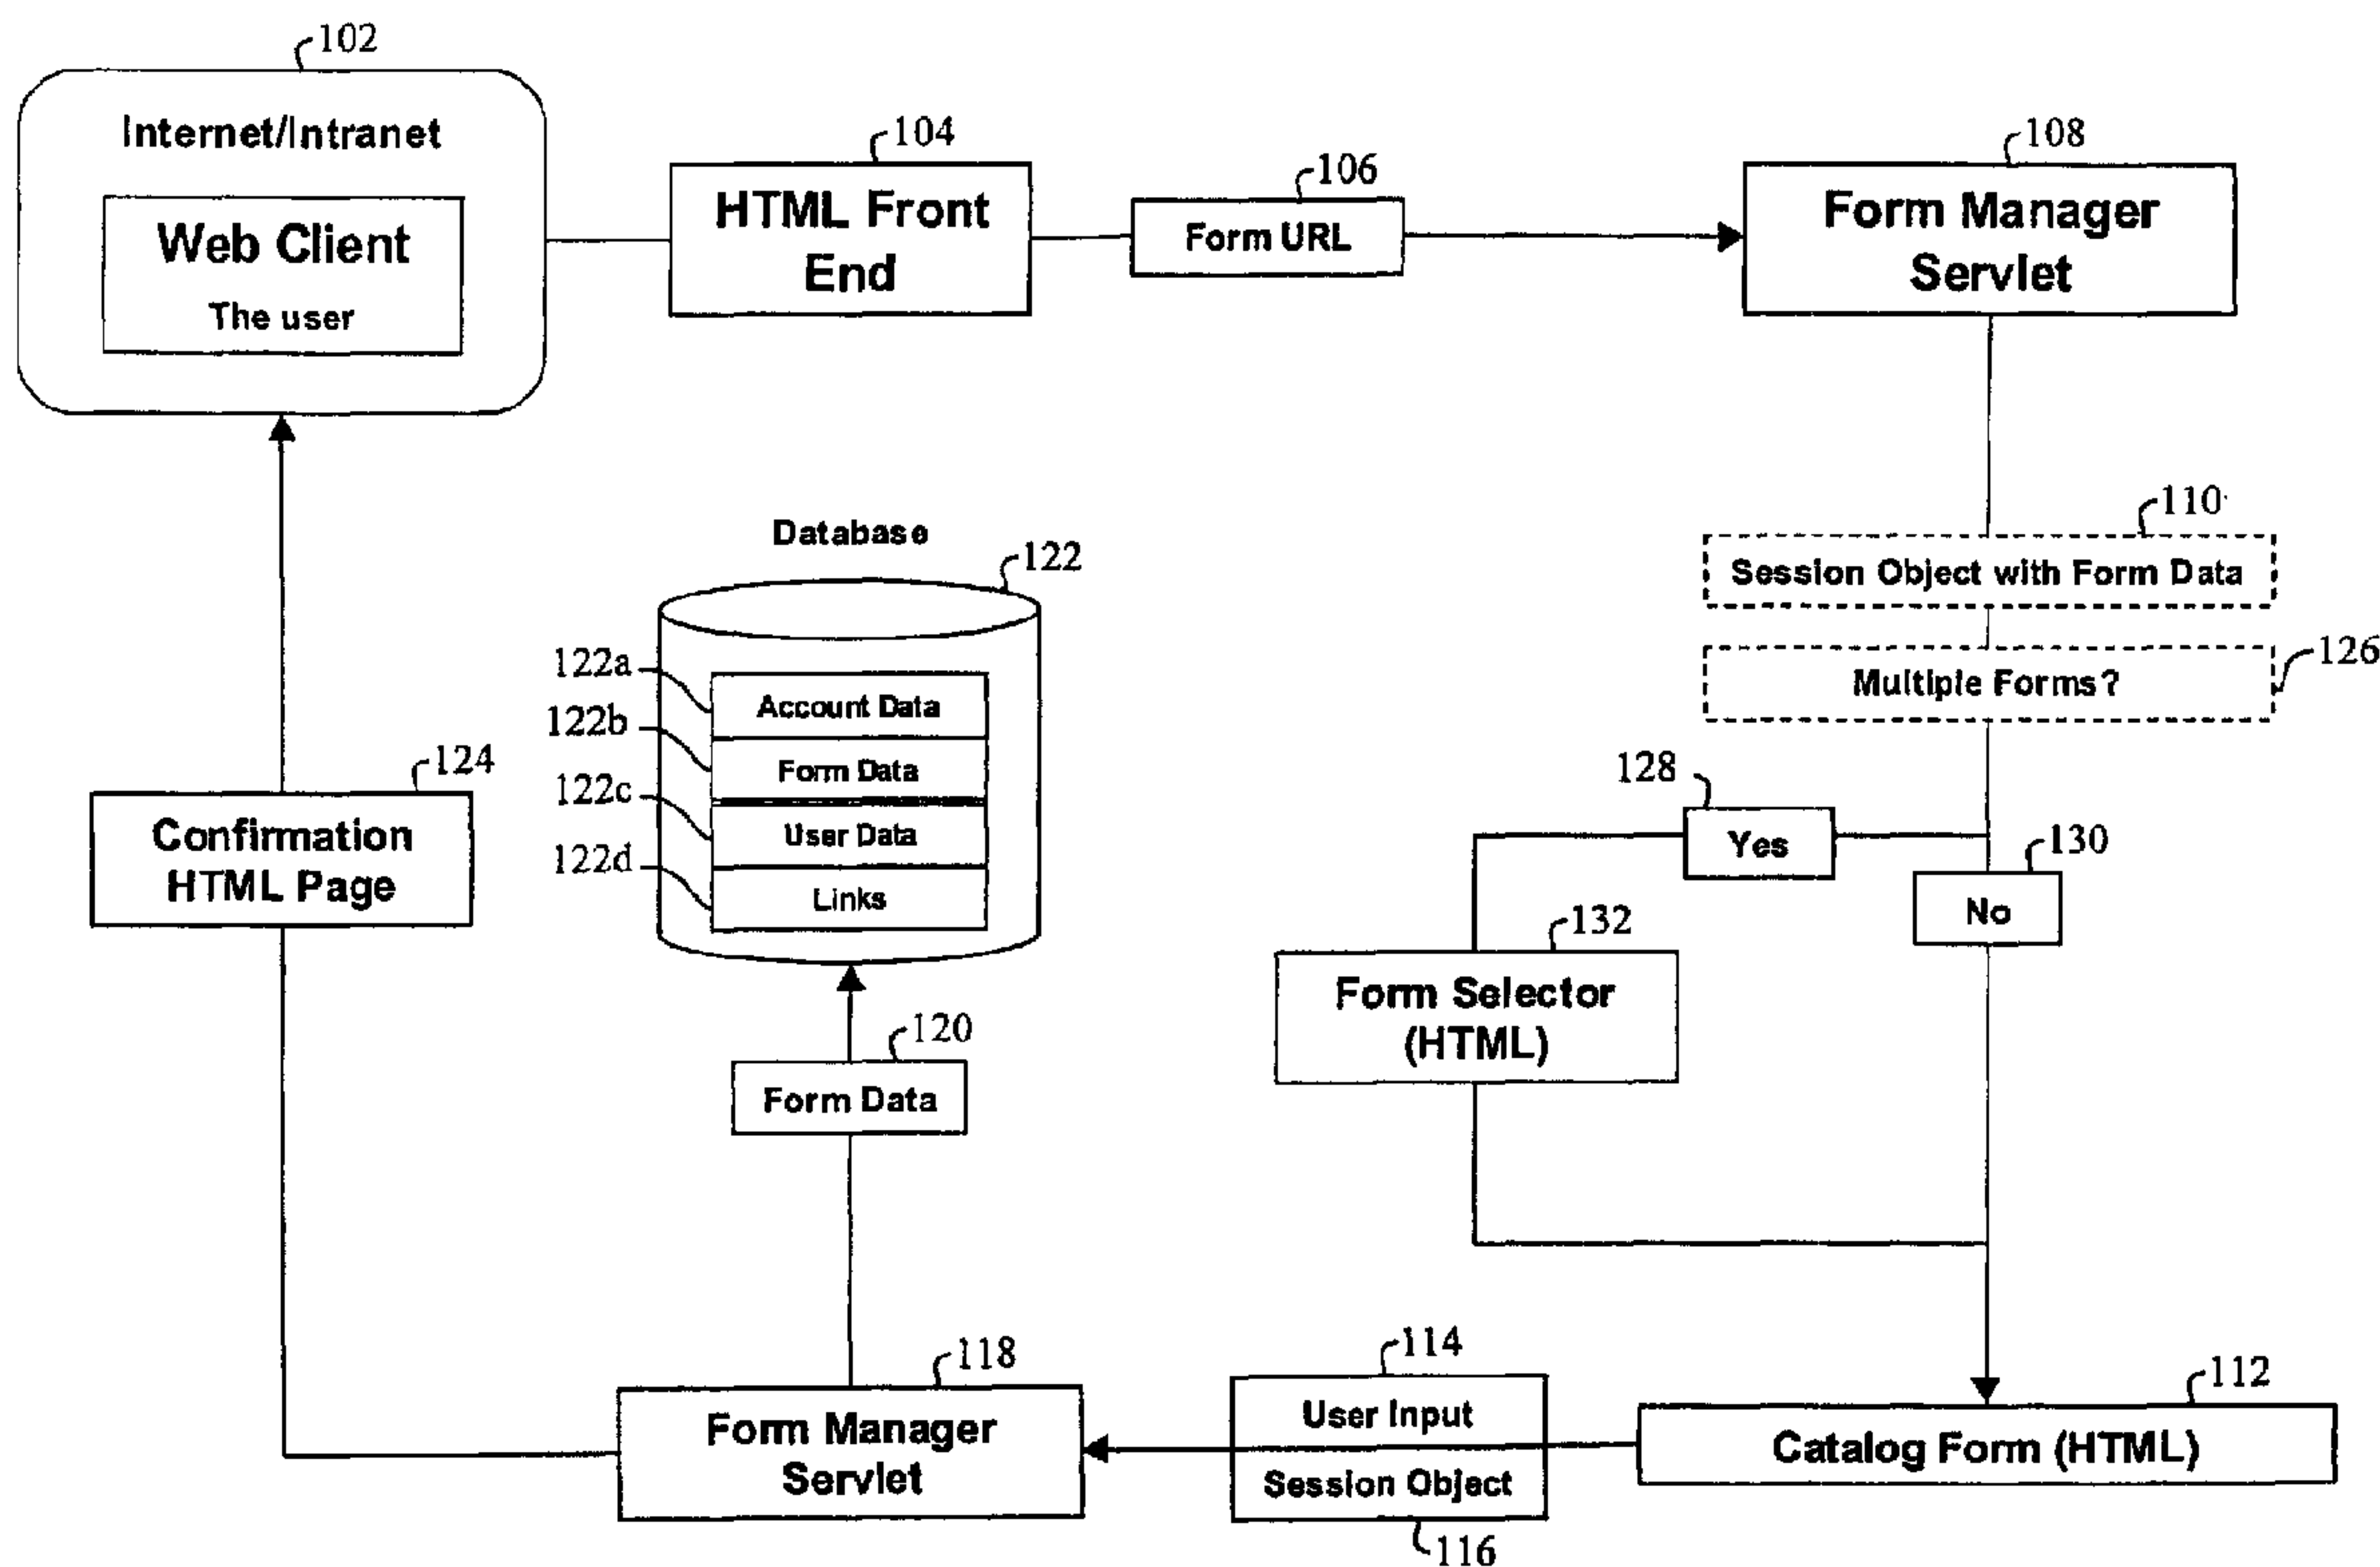 102
Internet/Intranet
Web Client
The user
104
HTML Front
End
106
Form URL
108
Form Manager
Servlet
110
Session Object with Form Data
126
Multiple Forms?
128
Yes
130
No
132
Form Selector
(HTML)
112
Catalog Form (HTML)
114
User Input
Session Object
116
118
Form Manager
Servlet
120
Form Data
Database
122
122a
Account Data
122b
Form Data
122c
User Data
122d
Links
124
Confirmation
HTML Page